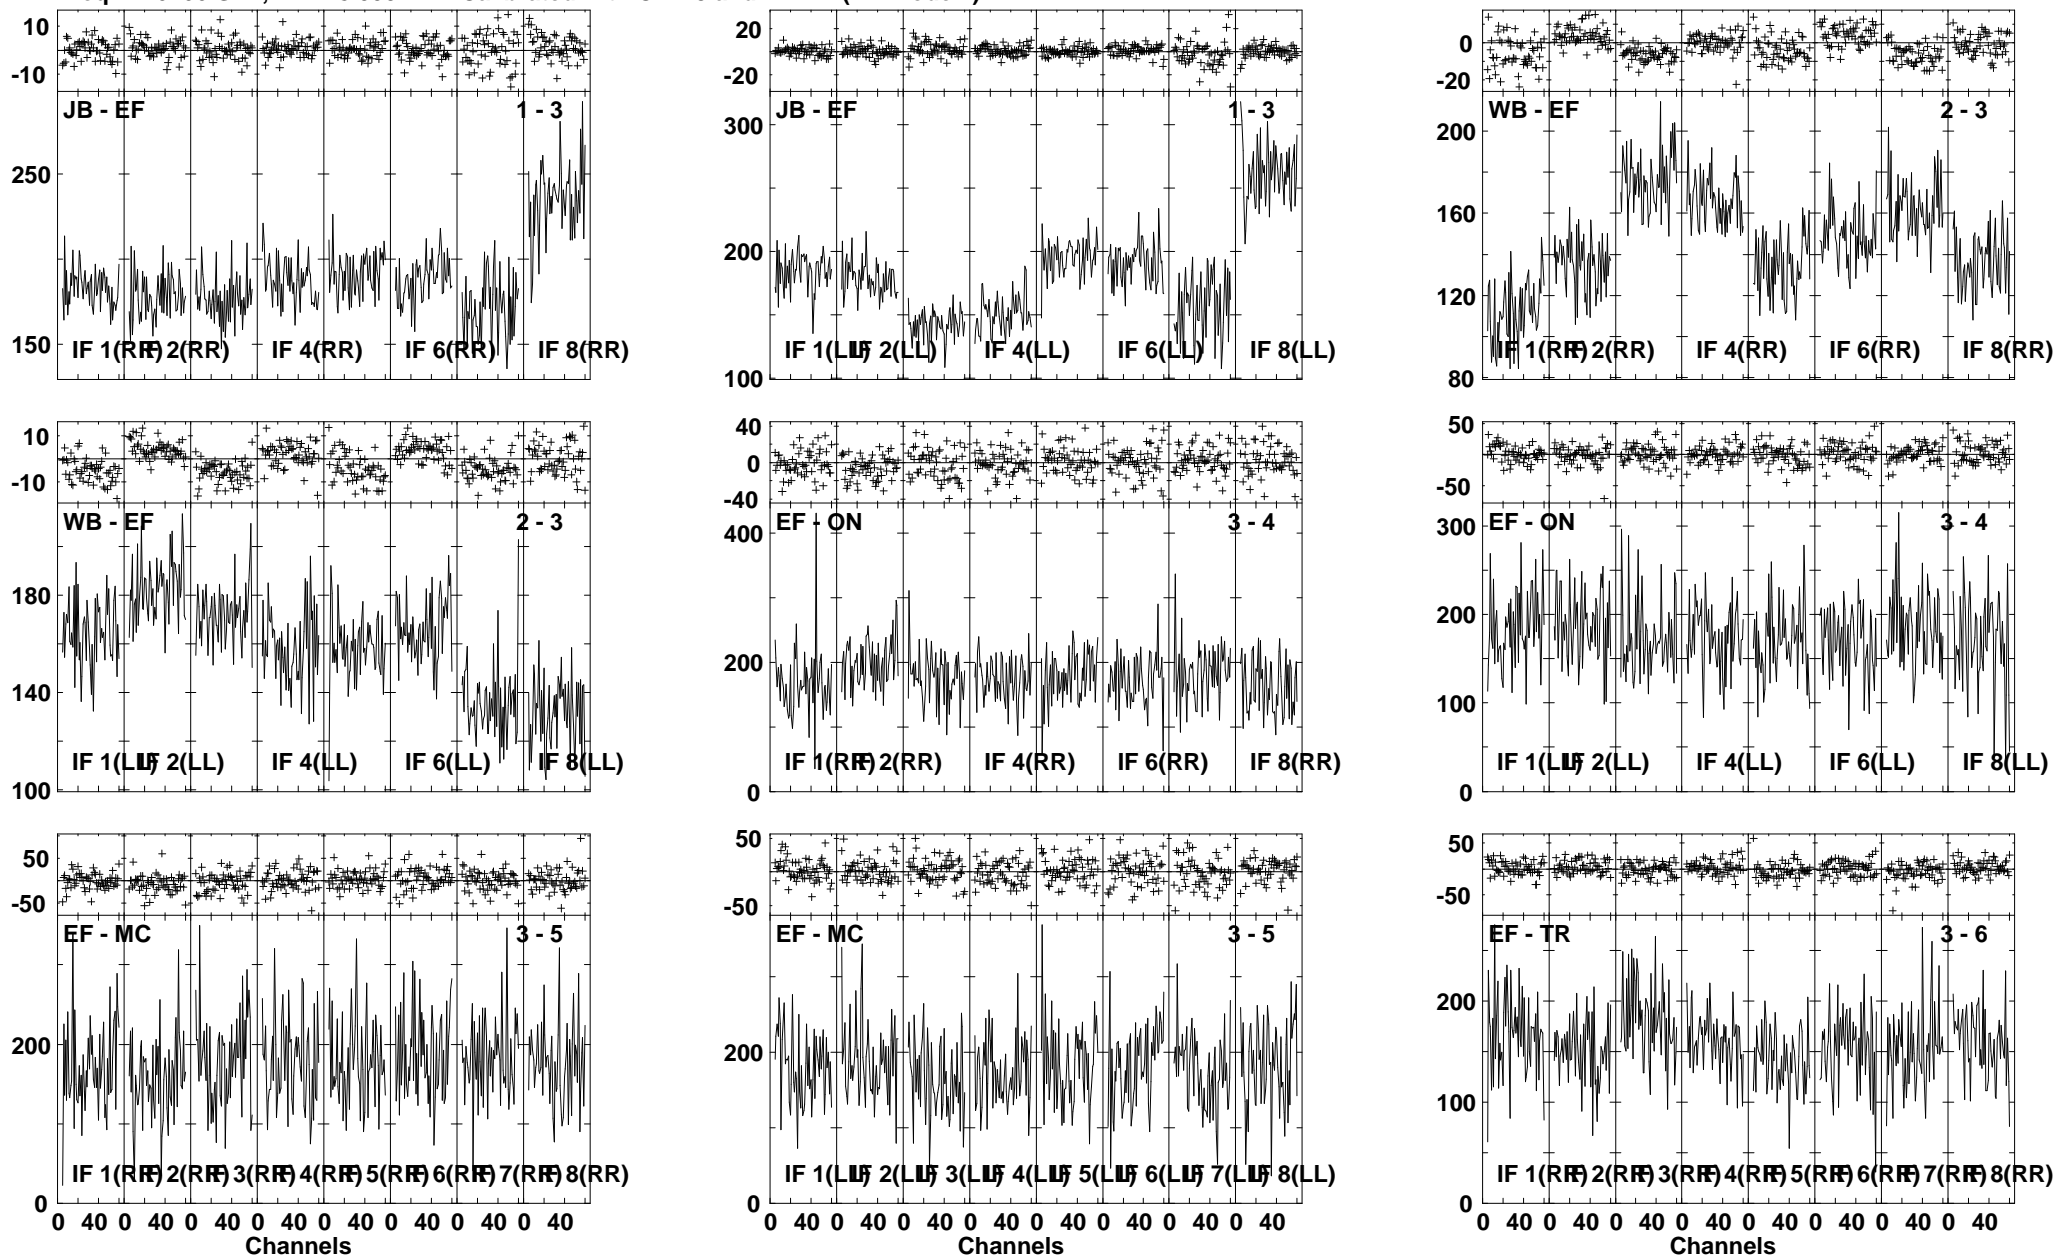 10
-10
JB - EF
1 - 3
250
150
IF 1(RR) IF 2(RR) IF 4(RR) IF 6(RR) IF 8(RR)
20
0
-20
JB - EF
1 - 3
300
200
100
IF 1(LL) IF 2(LL) IF 4(LL) IF 6(LL) IF 8(LL)
0
-20
WB - EF
2 - 3
200
160
120
80
IF 1(RR) IF 2(RR) IF 4(RR) IF 6(RR) IF 8(RR)
10
-10
WB - EF
2 - 3
180
140
100
IF 1(LL) IF 2(LL) IF 4(LL) IF 6(LL) IF 8(LL)
40
0
-40
EF - ON
3 - 4
400
200
0
IF 1(RR) IF 2(RR) IF 4(RR) IF 6(RR) IF 8(RR)
50
-50
EF - ON
3 - 4
300
200
100
0
IF 1(LL) IF 2(LL) IF 4(LL) IF 6(LL) IF 8(LL)
50
-50
EF - MC
3 - 5
200
0
IF 1(RR) IF 2(RR) IF 3(RR) IF 4(RR) IF 5(RR) IF 6(RR) IF 7(RR) IF 8(RR)
0 40 0 40 0 40 0 40 0 40 0 40 0 40 0 40
Channels
50
-50
EF - MC
3 - 5
200
0
IF 1(LL) IF 2(LL) IF 3(LL) IF 4(LL) IF 5(LL) IF 6(LL) IF 7(LL) IF 8(LL)
0 40 0 40 0 40 0 40 0 40 0 40 0 40 0 40
Channels
50
-50
EF - TR
3 - 6
200
100
0
IF 1(RR) IF 2(RR) IF 3(RR) IF 4(RR) IF 5(RR) IF 6(RR) IF 7(RR) IF 8(RR)
0 40 0 40 0 40 0 40 0 40 0 40 0 40 0 40
Channels